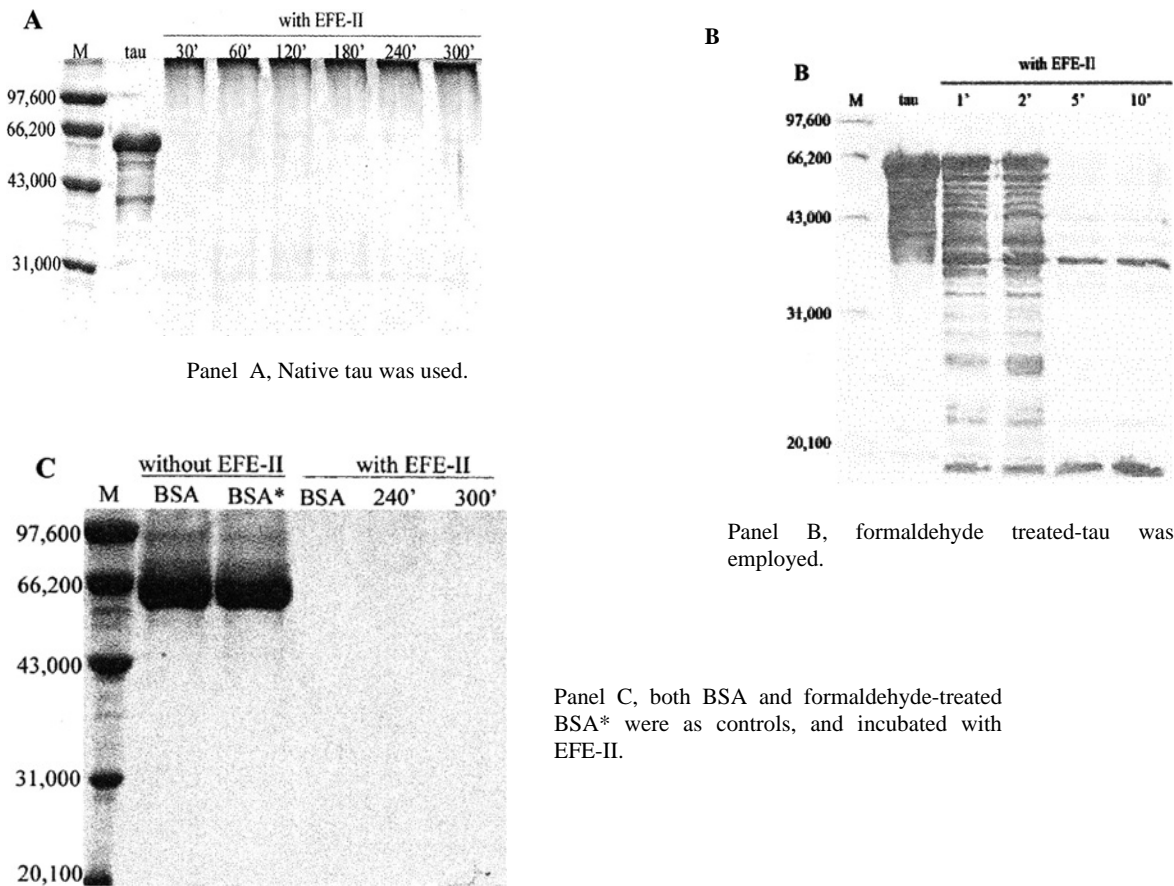 A
with EFE-II
M tau 30' 60' 120' 180' 240' 300'
97,600
66,200
43,000
31,000
Panel A, Native tau was used.
B
B
with EFE-II
M tau 1' 2' 5' 10'
97,600
66,200
43,000
31,000
20,100
Panel B, formaldehyde treated-tau was
employed.
C
without EFE-II with EFE-II
M BSA BSA* BSA 240' 300'
97,600
66,200
43,000
31,000
20,100
Panel C, both BSA and formaldehyde-treated
BSA* were as controls, and incubated with
EFE-II.